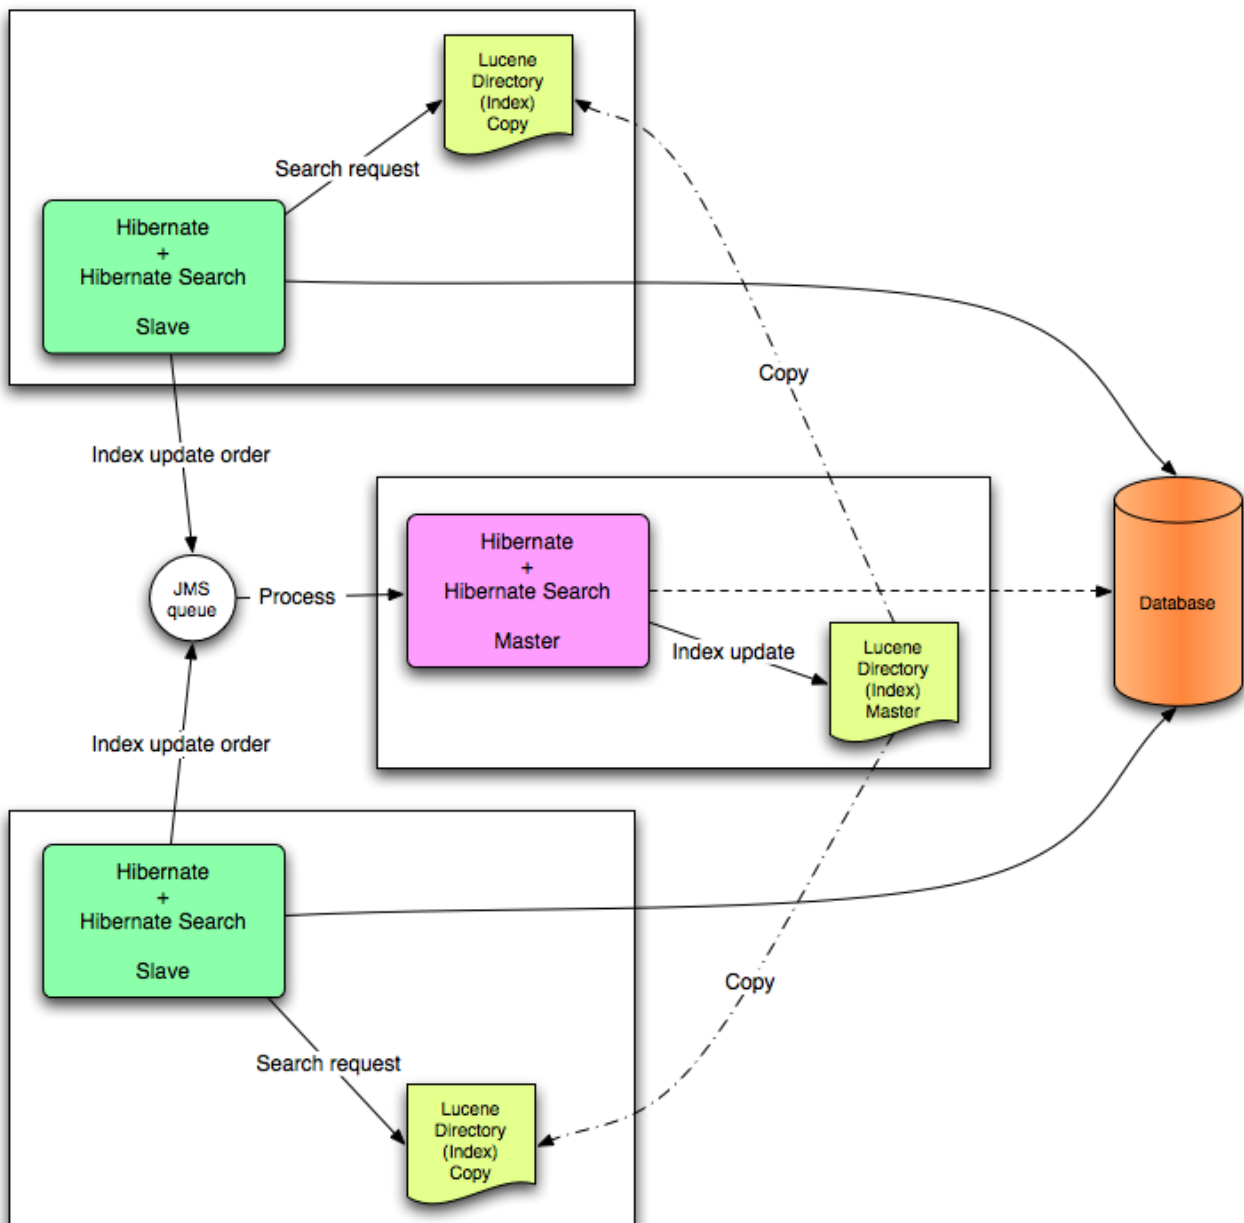 Lucene
Directory
(Index)
Copy
Search request
Hibernate
+
Hibernate Search
Slave
Copy
Index update order
Hibernate
+
Hibernate Search
Master
JMS
queue
Process
Database
Index update
Lucene
Directory
(Index)
Master
Index update order
Hibernate
+
Hibernate Search
Slave
Copy
Search request
Lucene
Directory
(Index)
Copy